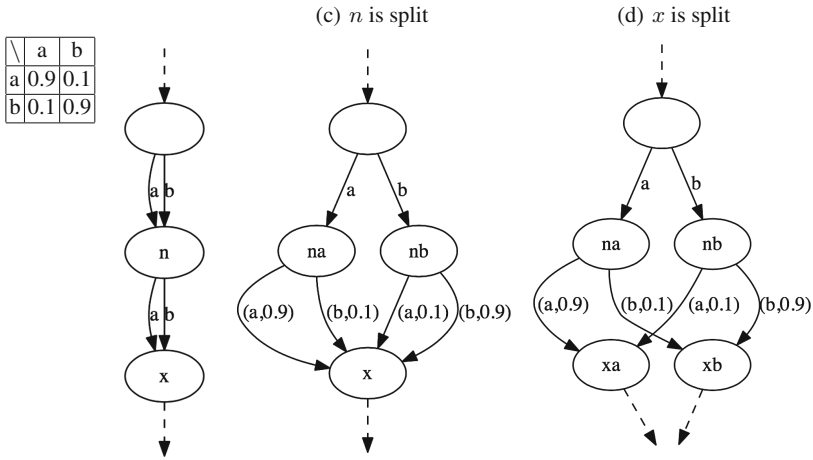 (c) n is split
(d) x is split
\ a b
a 0.9 0.1
b 0.1 0.9
a b
n
a b
x
a b
na nb
(a,0.9) (b,0.1) (a,0.1) (b,0.9)
x
a b
na nb
(a,0.9) (b,0.1) (a,0.1) (b,0.9)
xa xb